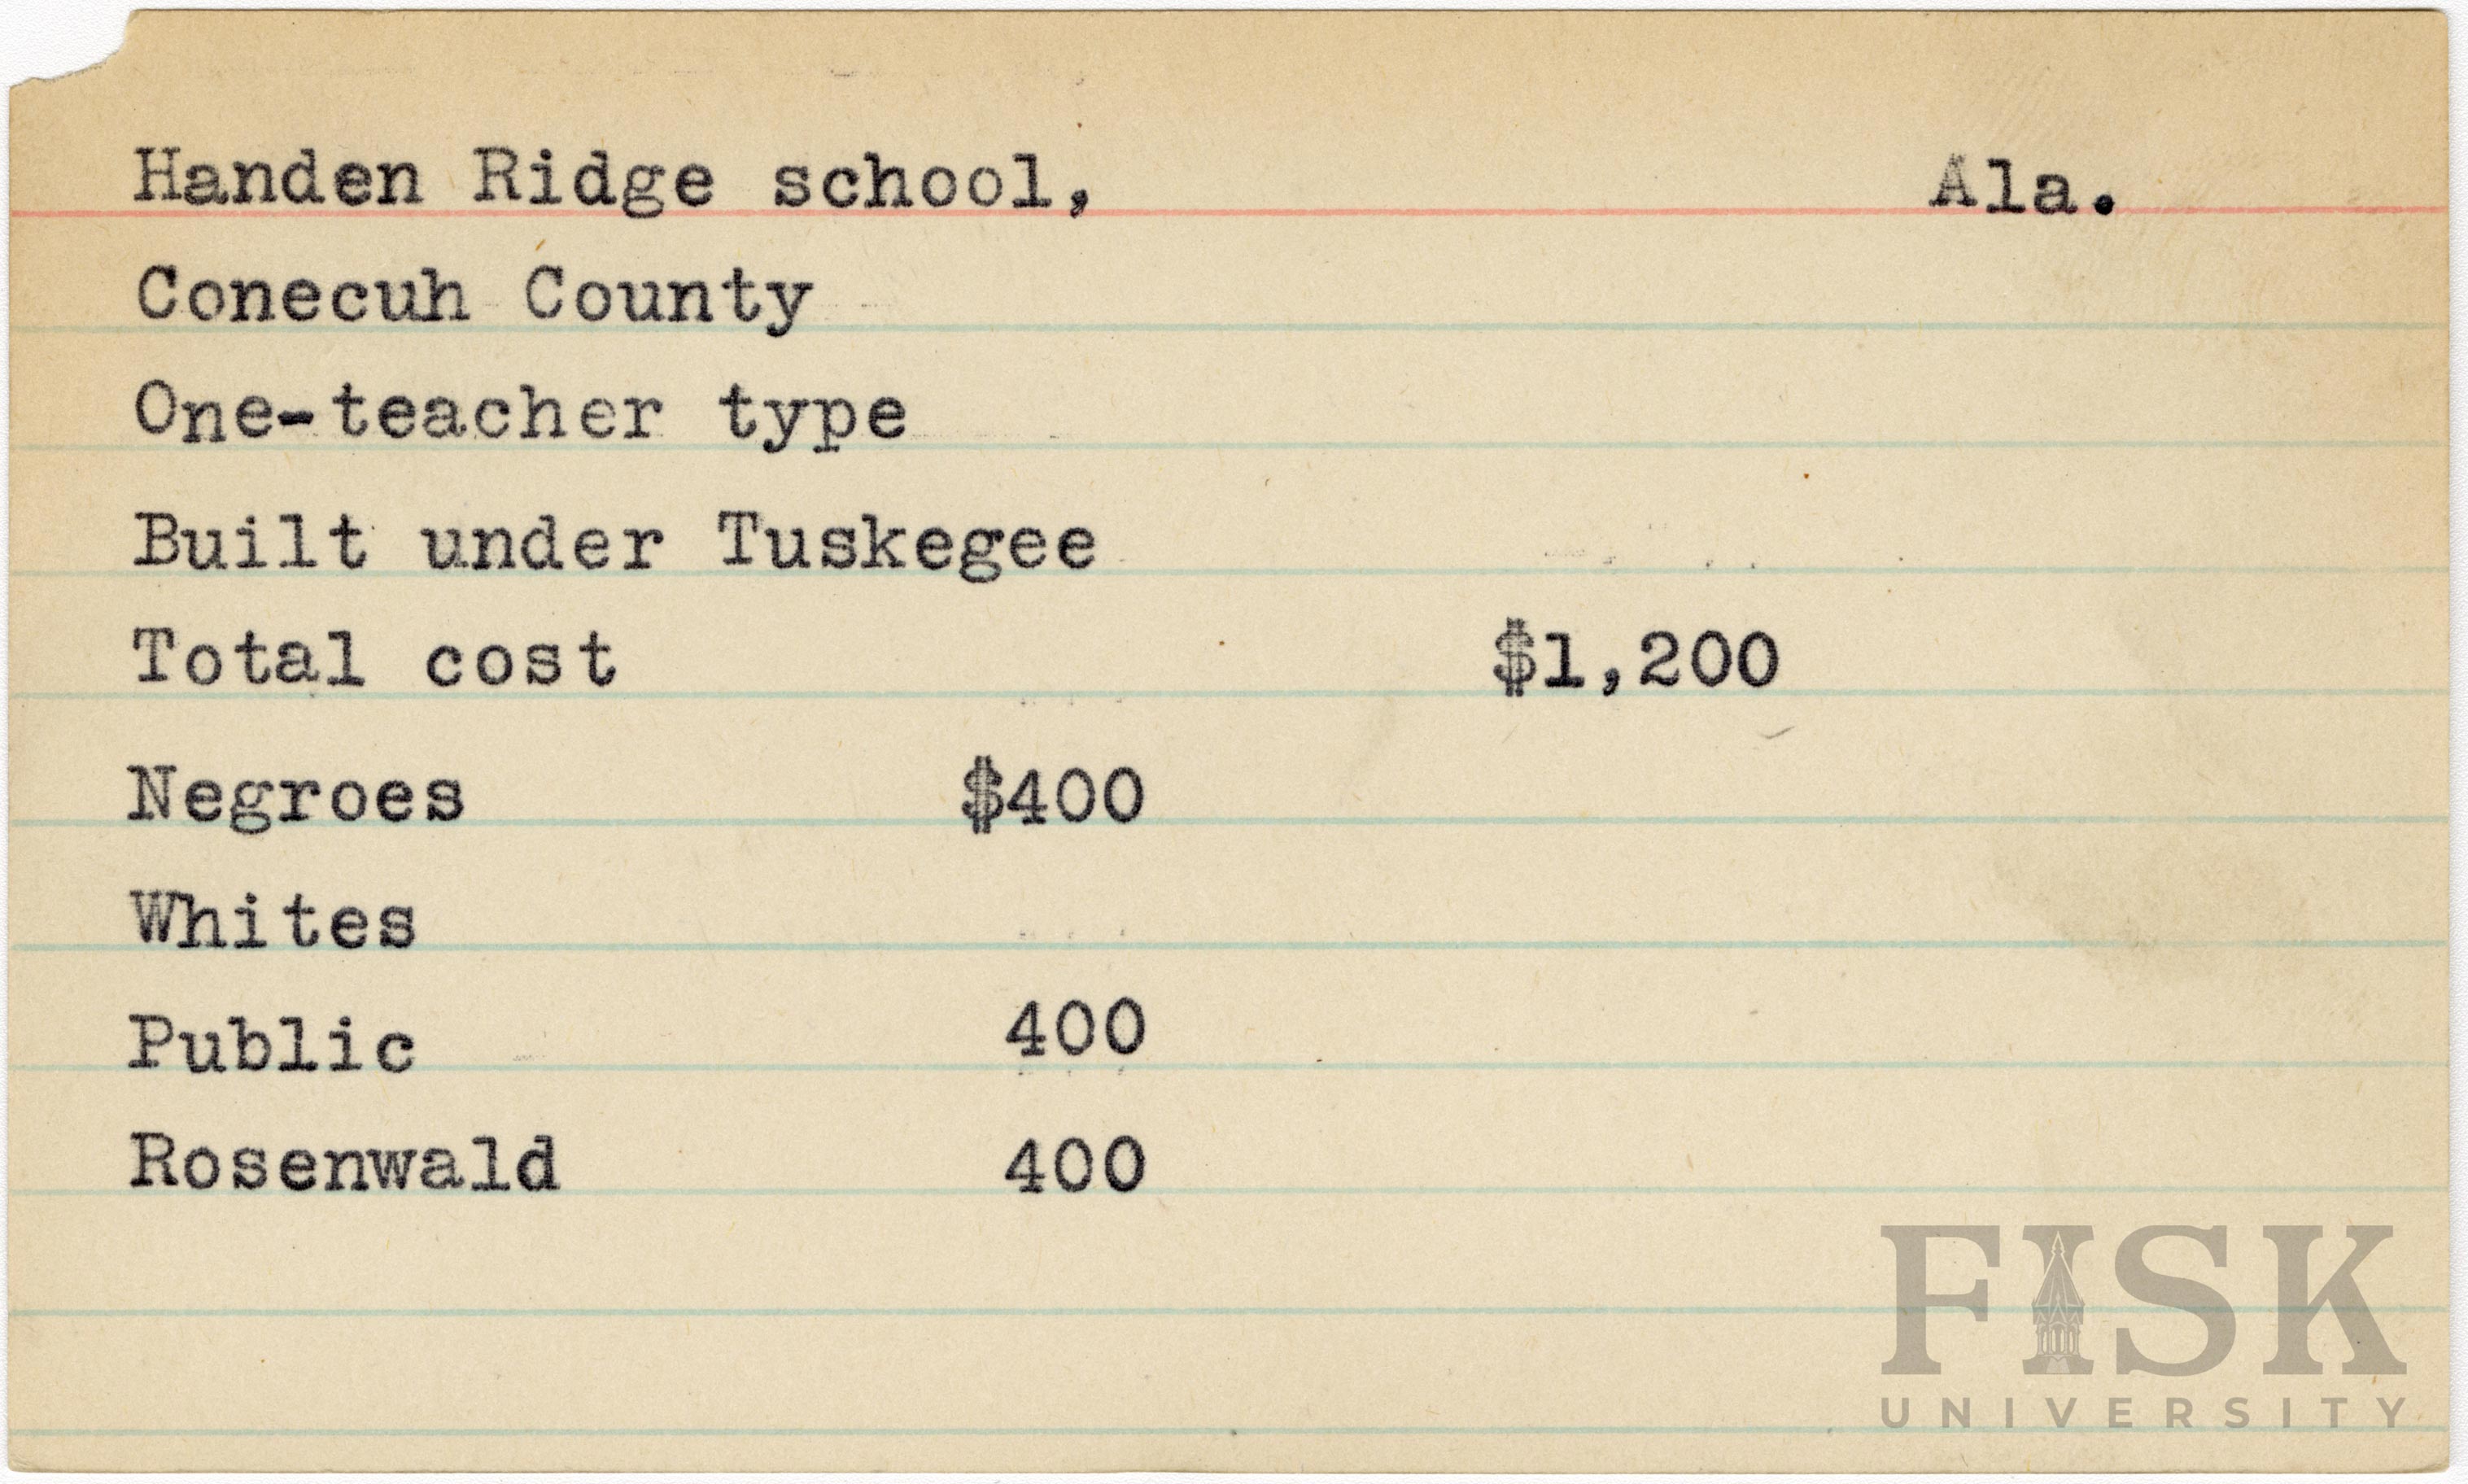 Handen Ridge school, Ala.
Conecuh County
One-teacher type
Built under Tuskegee
Total cost $1,200
Negroes $400
Whites
Public 400
Rosenwald 400
FISK
UNIVERSITY